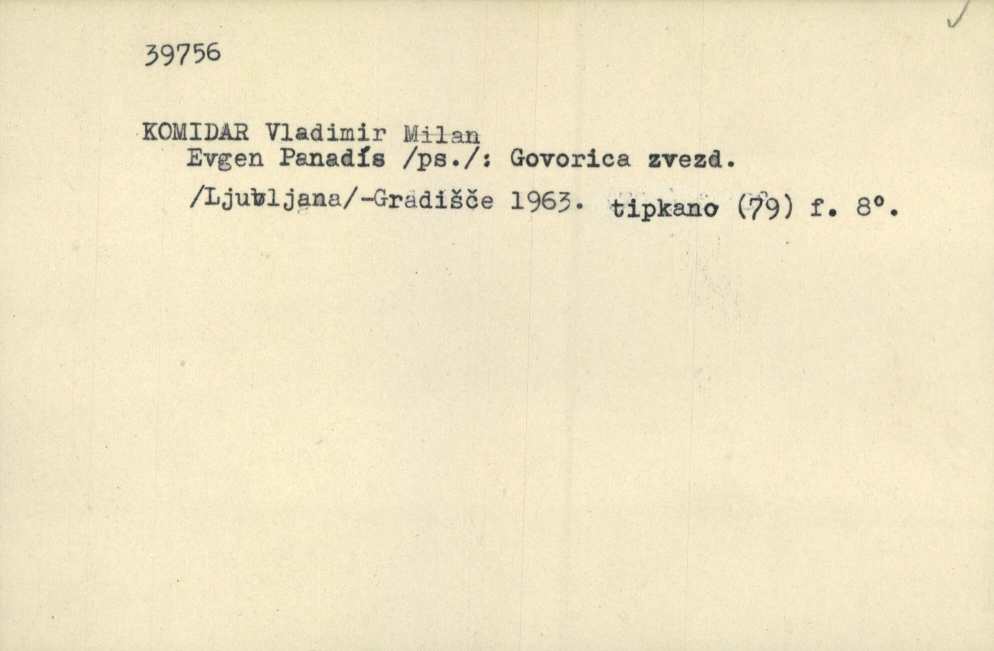 39756
KOMIDAR Vladimir Milan
Evgen Panadís /ps./: Govorica zvezd.
/Ljubljana/-Gradišče 1963. tipkano (79) f. 8°.